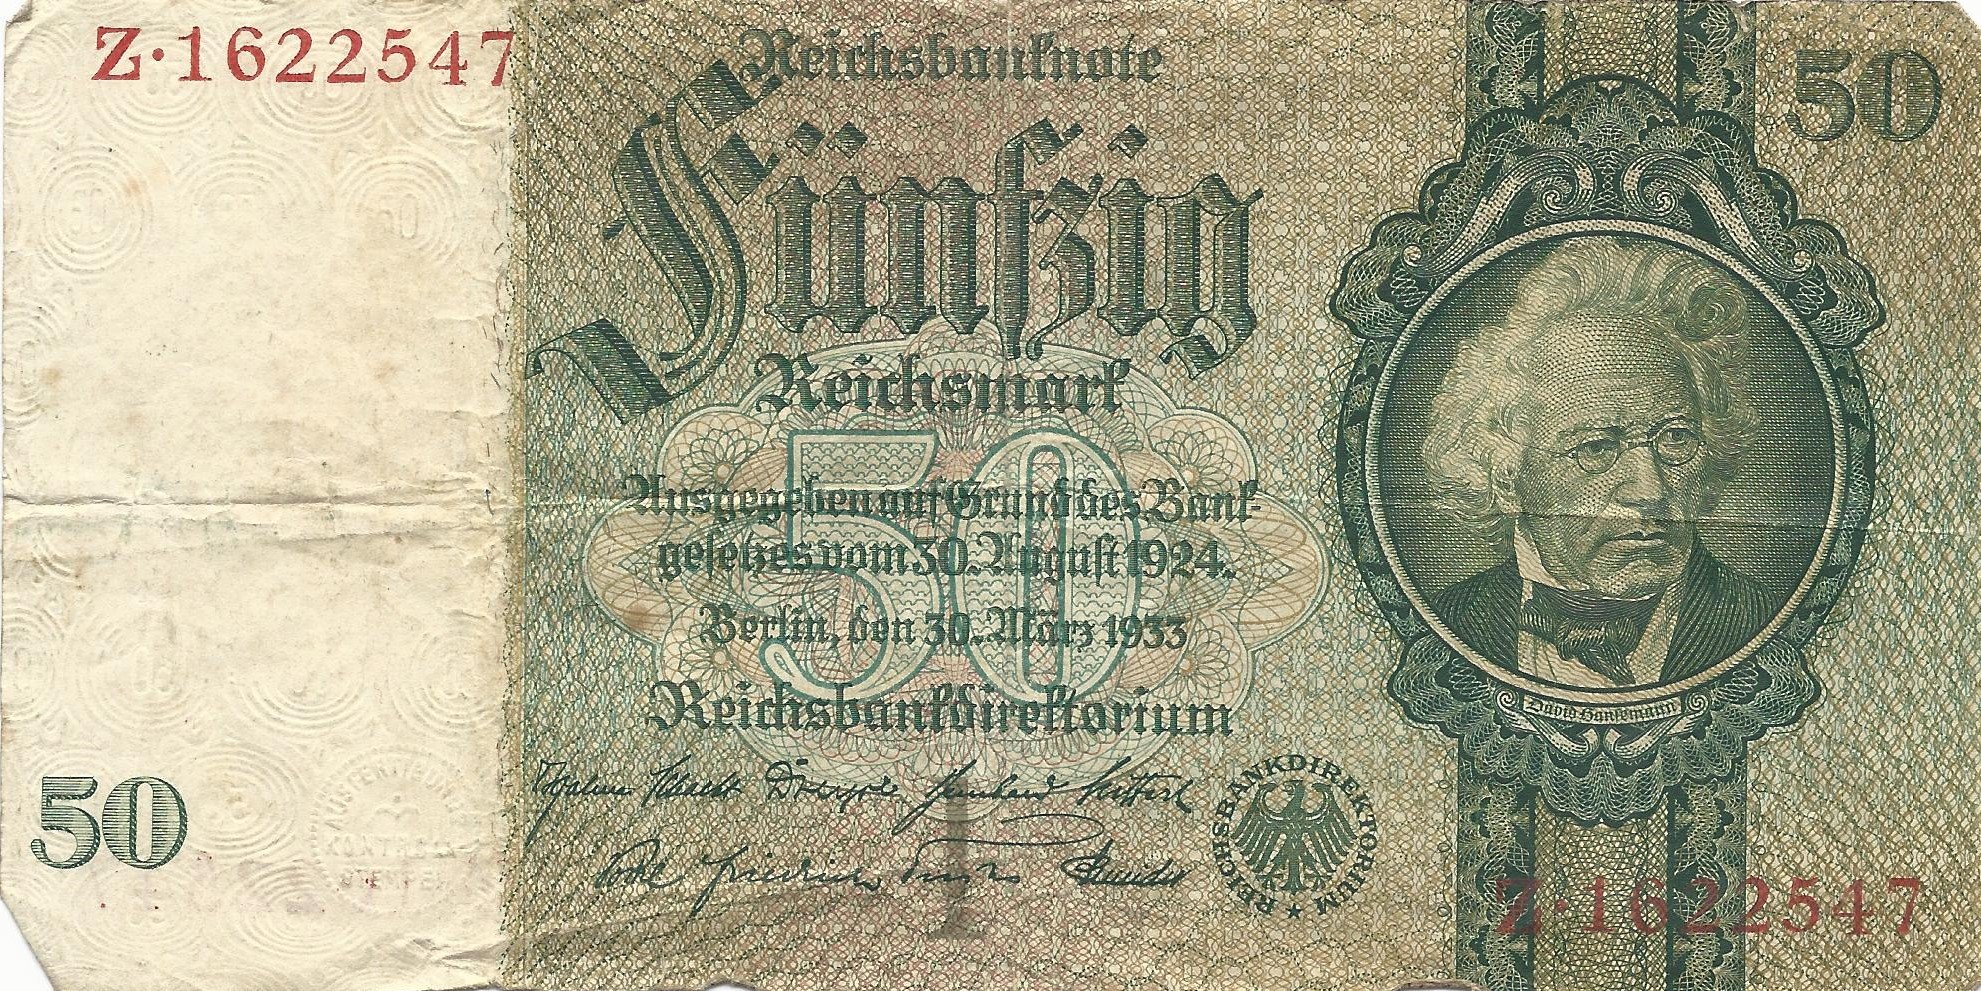 Z·1622547
Reichsbanknote
50
Fünfzig
Reichsmark
50
Ausgegeben auf Grund des Bank-
gesetzes vom 30. August 1924.
Berlin, den 30. März 1933
Reichsbankdirektorium
David Hansemann
REICHSBANKDIREKTORIUM
50
Z·1622547